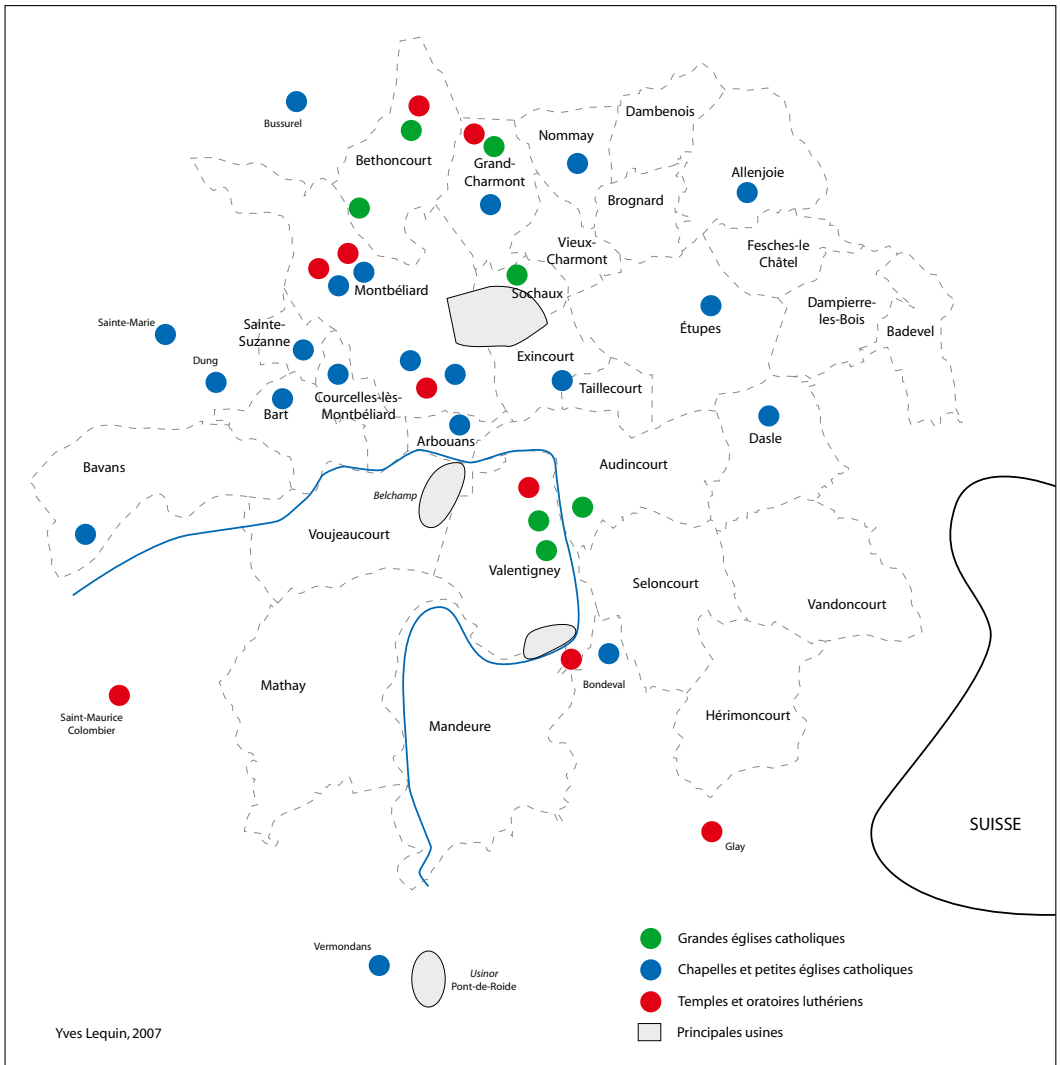 Dambenois
Bussurel
Nommay
Bethoncourt
Grand-
Charmont
Allenjoie
Brognard
Vieux-
Charmont
Fesches-le
Châtel
Montbéliard
Sochaux
Dampierre-
les-Bois
Sainte-Marie
Sainte-
Suzanne
Étupes
Badevel
Dung
Exincourt
Taillecourt
Bart
Courcelles-lès-
Montbéliard
Arbouans
Dasle
Bavans
Audincourt
Belchamp
Voujeaucourt
Valentigney
Seloncourt
Vandoncourt
Mathay
Bondeval
Saint-Maurice
Colombier
Mandeure
Hérimoncourt
SUISSE
Glay
Vermondans
Usinor
Pont-de-Roide
Grandes églises catholiques
Chapelles et petites églises catholiques
Temples et oratoires luthériens
Principales usines
Yves Lequin, 2007